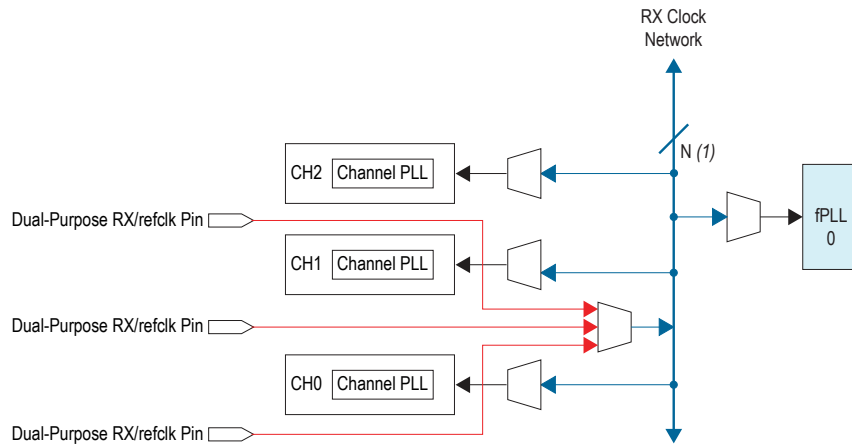 RX Clock
Network
N (1)
CH2
Channel PLL
fPLL
0
Dual-Purpose RX/refclk Pin
CH1
Channel PLL
Dual-Purpose RX/refclk Pin
CH0
Channel PLL
Dual-Purpose RX/refclk Pin